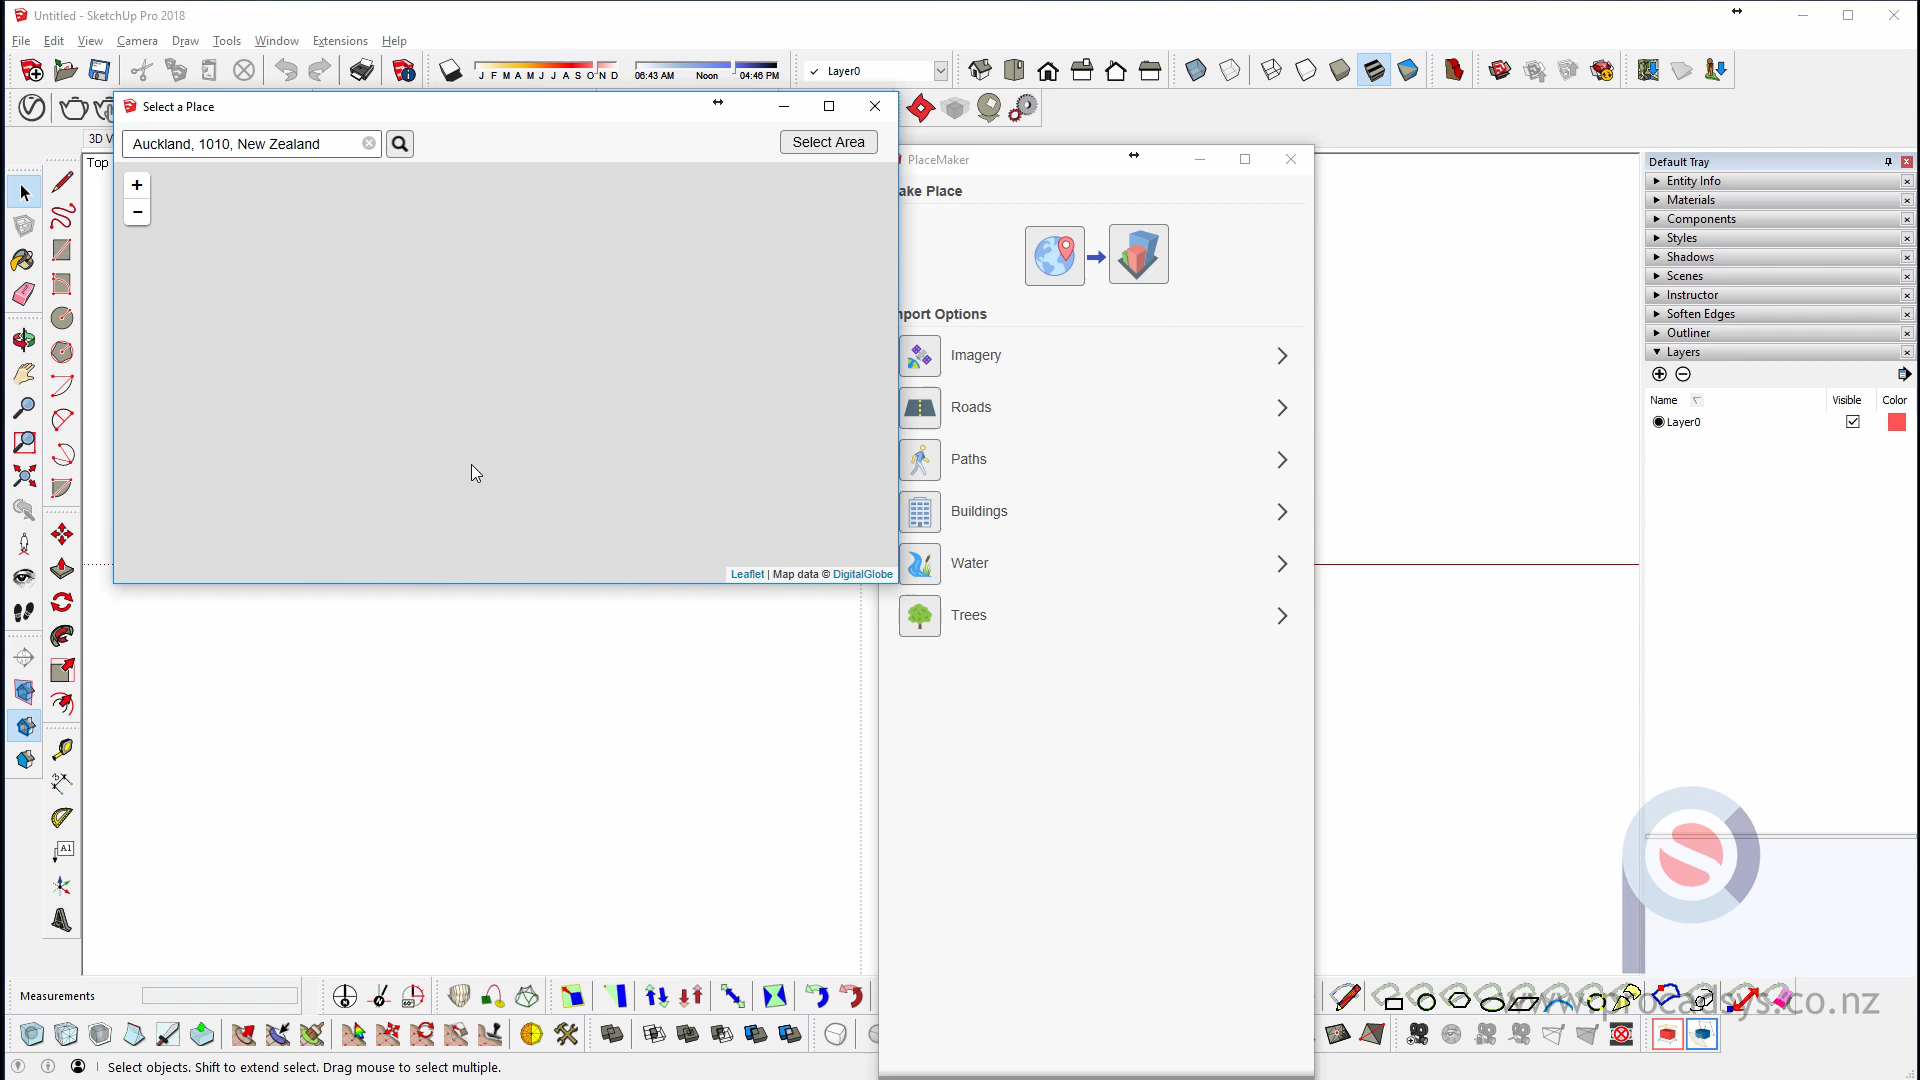 Untitled - SketchUp Pro 2018
File Edit View Camera Draw Tools Window Extensions Help
J F M A M J J A S O N D
06:43 AM Noon 04:46 PM
Layer0
Select a Place
Auckland, 1010, New Zealand
Select Area
3D V
Top
+
−
Leaflet | Map data © DigitalGlobe
PlaceMaker
ake Place
nport Options
Imagery
Roads
Paths
Buildings
Water
Trees
Default Tray
Entity Info
Materials
Components
Styles
Shadows
Scenes
Instructor
Soften Edges
Outliner
Layers
Name Visible Color
Layer0
A1
Measurements
www.procadsys.co.nz
Select objects. Shift to extend select. Drag mouse to select multiple.